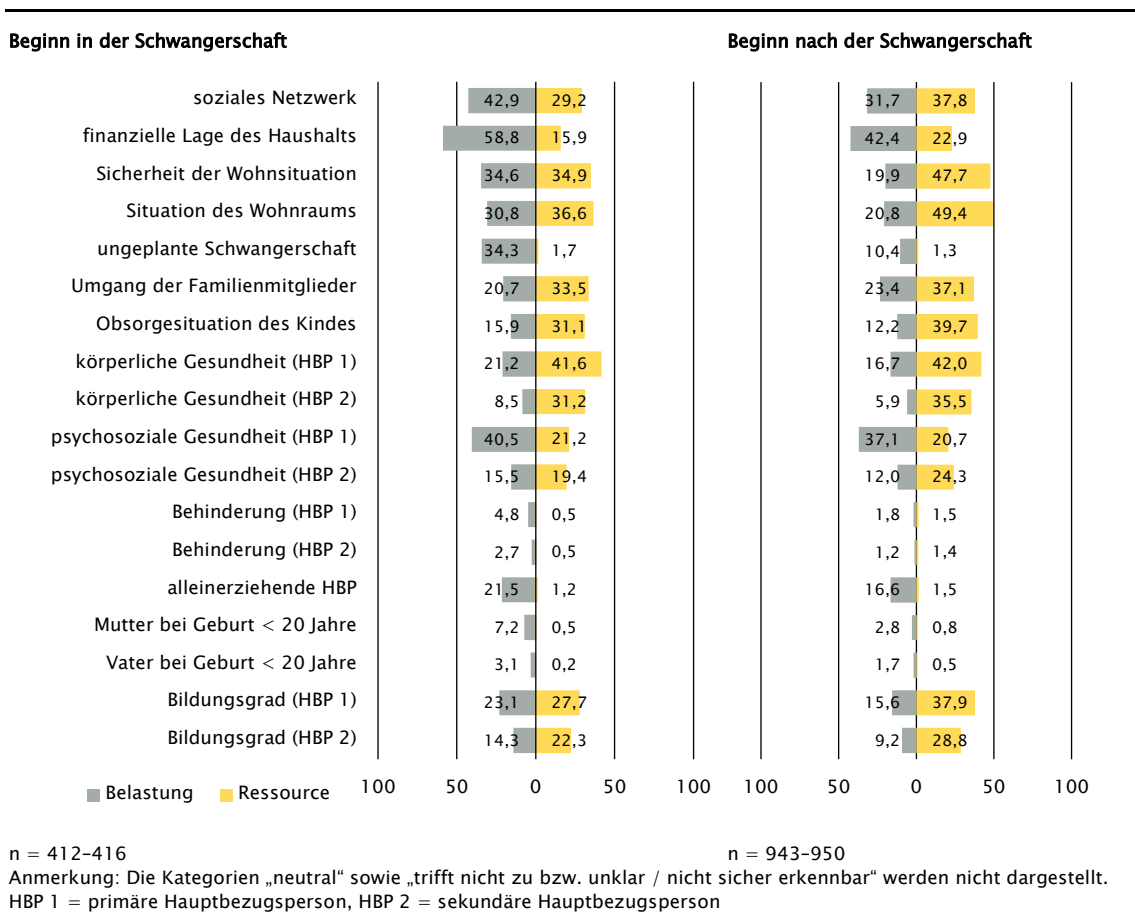 Beginn in der Schwangerschaft Beginn nach der Schwangerschaft
soziales Netzwerk 42,9 29,2 31,7 37,8
finanzielle Lage des Haushalts 58,8 15,9 42,4 22,9
Sicherheit der Wohnsituation 34,6 34,9 19,9 47,7
Situation des Wohnraums 30,8 36,6 20,8 49,4
ungeplante Schwangerschaft 34,3 1,7 10,4 1,3
Umgang der Familienmitglieder 20,7 33,5 23,4 37,1
Obsorgesituation des Kindes 15,9 31,1 12,2 39,7
körperliche Gesundheit (HBP 1) 21,2 41,6 16,7 42,0
körperliche Gesundheit (HBP 2) 8,5 31,2 5,9 35,5
psychosoziale Gesundheit (HBP 1) 40,5 21,2 37,1 20,7
psychosoziale Gesundheit (HBP 2) 15,5 19,4 12,0 24,3
Behinderung (HBP 1) 4,8 0,5 1,8 1,5
Behinderung (HBP 2) 2,7 0,5 1,2 1,4
alleinerziehende HBP 21,5 1,2 16,6 1,5
Mutter bei Geburt < 20 Jahre 7,2 0,5 2,8 0,8
Vater bei Geburt < 20 Jahre 3,1 0,2 1,7 0,5
Bildungsgrad (HBP 1) 23,1 27,7 15,6 37,9
Bildungsgrad (HBP 2) 14,3 22,3 9,2 28,8
Belastung Ressource 100 50 0 50 100 100 50 0 50 100
n = 412–416 n = 943–950
Anmerkung: Die Kategorien „neutral“ sowie „trifft nicht zu bzw. unklar / nicht sicher erkennbar“ werden nicht dargestellt.
HBP 1 = primäre Hauptbezugsperson, HBP 2 = sekundäre Hauptbezugsperson